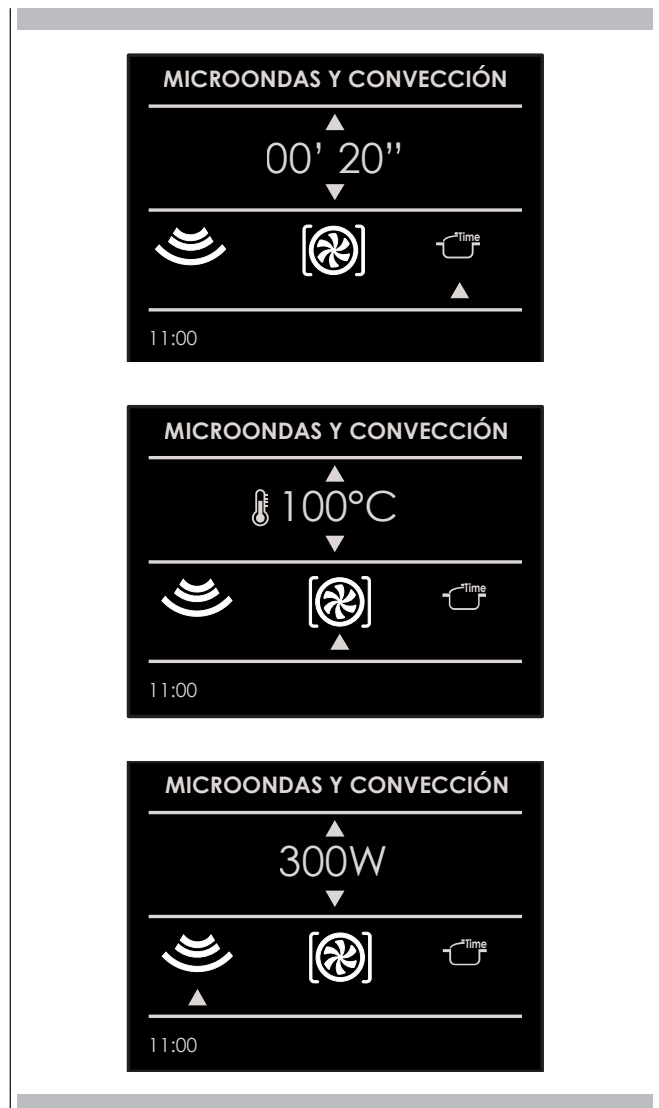 MICROONDAS Y CONVECCIÓN
00’ 20”
Time
11:00
MICROONDAS Y CONVECCIÓN
100°C
Time
11:00
MICROONDAS Y CONVECCIÓN
300W
Time
11:00